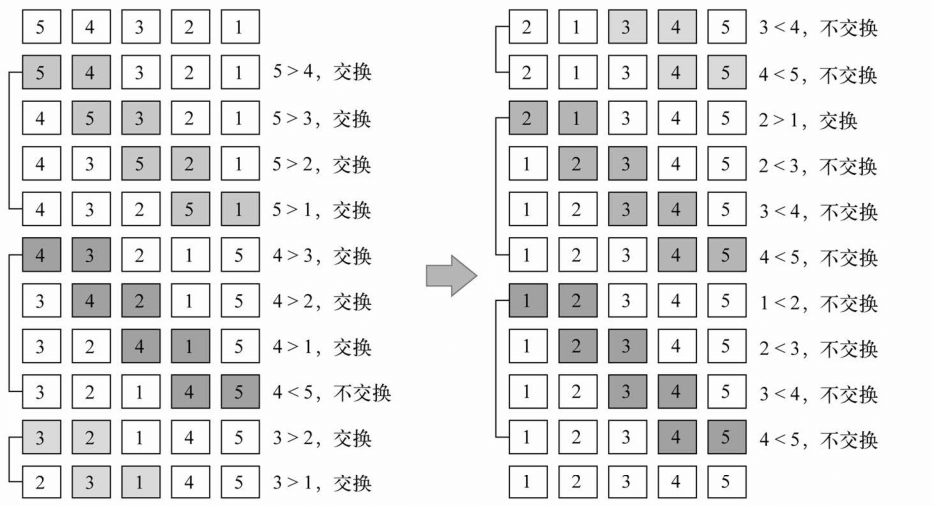 5 4 3 2 1
5 4 3 2 1 5 > 4，交换
4 5 3 2 1 5 > 3，交换
4 3 5 2 1 5 > 2，交换
4 3 2 5 1 5 > 1，交换
4 3 2 1 5 4 > 3，交换
3 4 2 1 5 4 > 2，交换
3 2 4 1 5 4 > 1，交换
3 2 1 4 5 4 < 5，不交换
3 2 1 4 5 3 > 2，交换
2 3 1 4 5 3 > 1，交换
2 1 3 4 5 3 < 4，不交换
2 1 3 4 5 4 < 5，不交换
2 1 3 4 5 2 > 1，交换
1 2 3 4 5 2 < 3，不交换
1 2 3 4 5 3 < 4，不交换
1 2 3 4 5 4 < 5，不交换
1 2 3 4 5 1 < 2，不交换
1 2 3 4 5 2 < 3，不交换
1 2 3 4 5 3 < 4，不交换
1 2 3 4 5 4 < 5，不交换
1 2 3 4 5